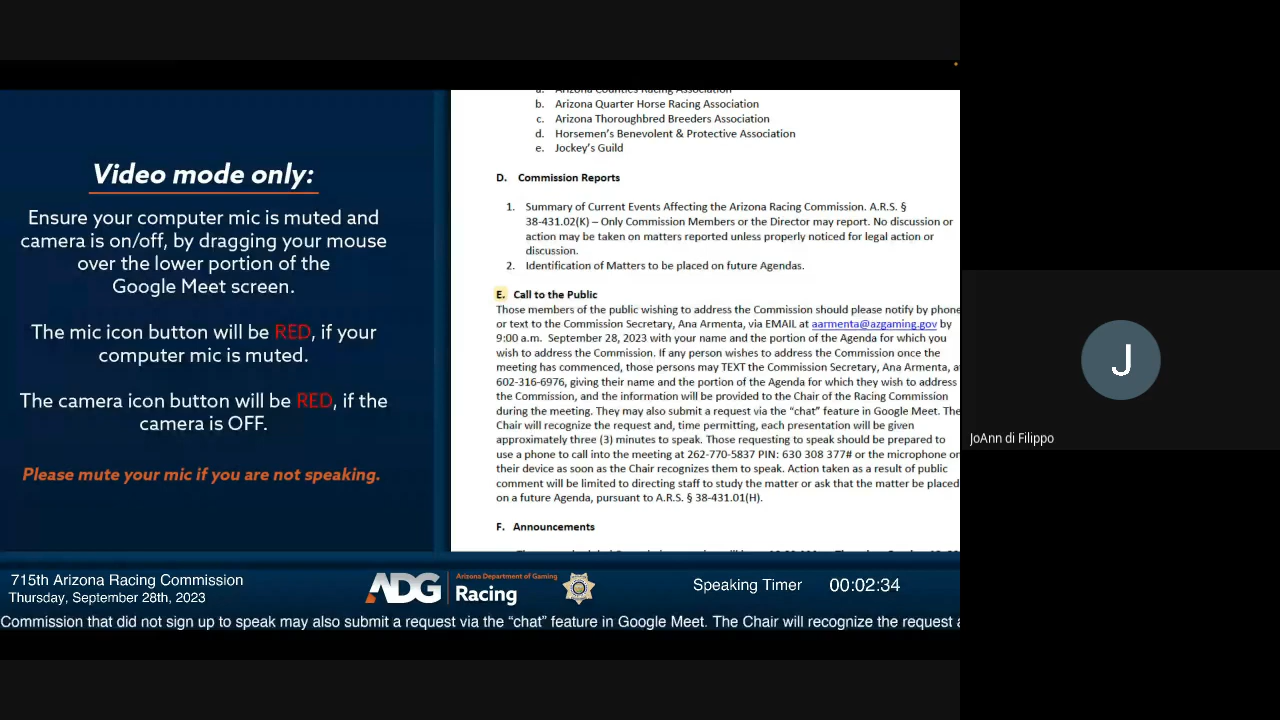 Video mode only:
Ensure your computer mic is muted and
camera is on/off, by dragging your mouse
over the lower portion of the
Google Meet screen.
The mic icon button will be RED, if your
computer mic is muted.
The camera icon button will be RED, if the
camera is OFF.
Please mute your mic if you are not speaking.
a. Arizona Counties Racing Association
b. Arizona Quarter Horse Racing Association
c. Arizona Thoroughbred Breeders Association
d. Horsemen's Benevolent & Protective Association
e. Jockey's Guild
D. Commission Reports
1. Summary of Current Events Affecting the Arizona Racing Commission. A.R.S. §
38-431.02(K) – Only Commission Members or the Director may report. No discussion or
action may be taken on matters reported unless properly noticed for legal action or
discussion.
2. Identification of Matters to be placed on future Agendas.
E. Call to the Public
Those members of the public wishing to address the Commission should please notify by phone
or text to the Commission Secretary, Ana Armenta, via EMAIL at aarmenta@azgaming.gov by
9:00 a.m. September 28, 2023 with your name and the portion of the Agenda for which you
wish to address the Commission. If any person wishes to address the Commission once the
meeting has commenced, those persons may TEXT the Commission Secretary, Ana Armenta, at
602-316-6976, giving their name and the portion of the Agenda for which they wish to address
the Commission, and the information will be provided to the Chair of the Racing Commission
during the meeting. They may also submit a request via the "chat" feature in Google Meet. The
Chair will recognize the request and, time permitting, each presentation will be given
approximately three (3) minutes to speak. Those requesting to speak should be prepared to
use a phone to call into the meeting at 262-770-5837 PIN: 630 308 377# or the microphone on
their device as soon as the Chair recognizes them to speak. Action taken as a result of public
comment will be limited to directing staff to study the matter or ask that the matter be placed
on a future Agenda, pursuant to A.R.S. § 38-431.01(H).
F. Announcements
J
JoAnn di Filippo
715th Arizona Racing Commission
Thursday, September 28th, 2023
ADG
Arizona Department of Gaming
Racing
Speaking Timer 00:02:34
Commission that did not sign up to speak may also submit a request via the "chat" feature in Google Meet. The Chair will recognize the request a